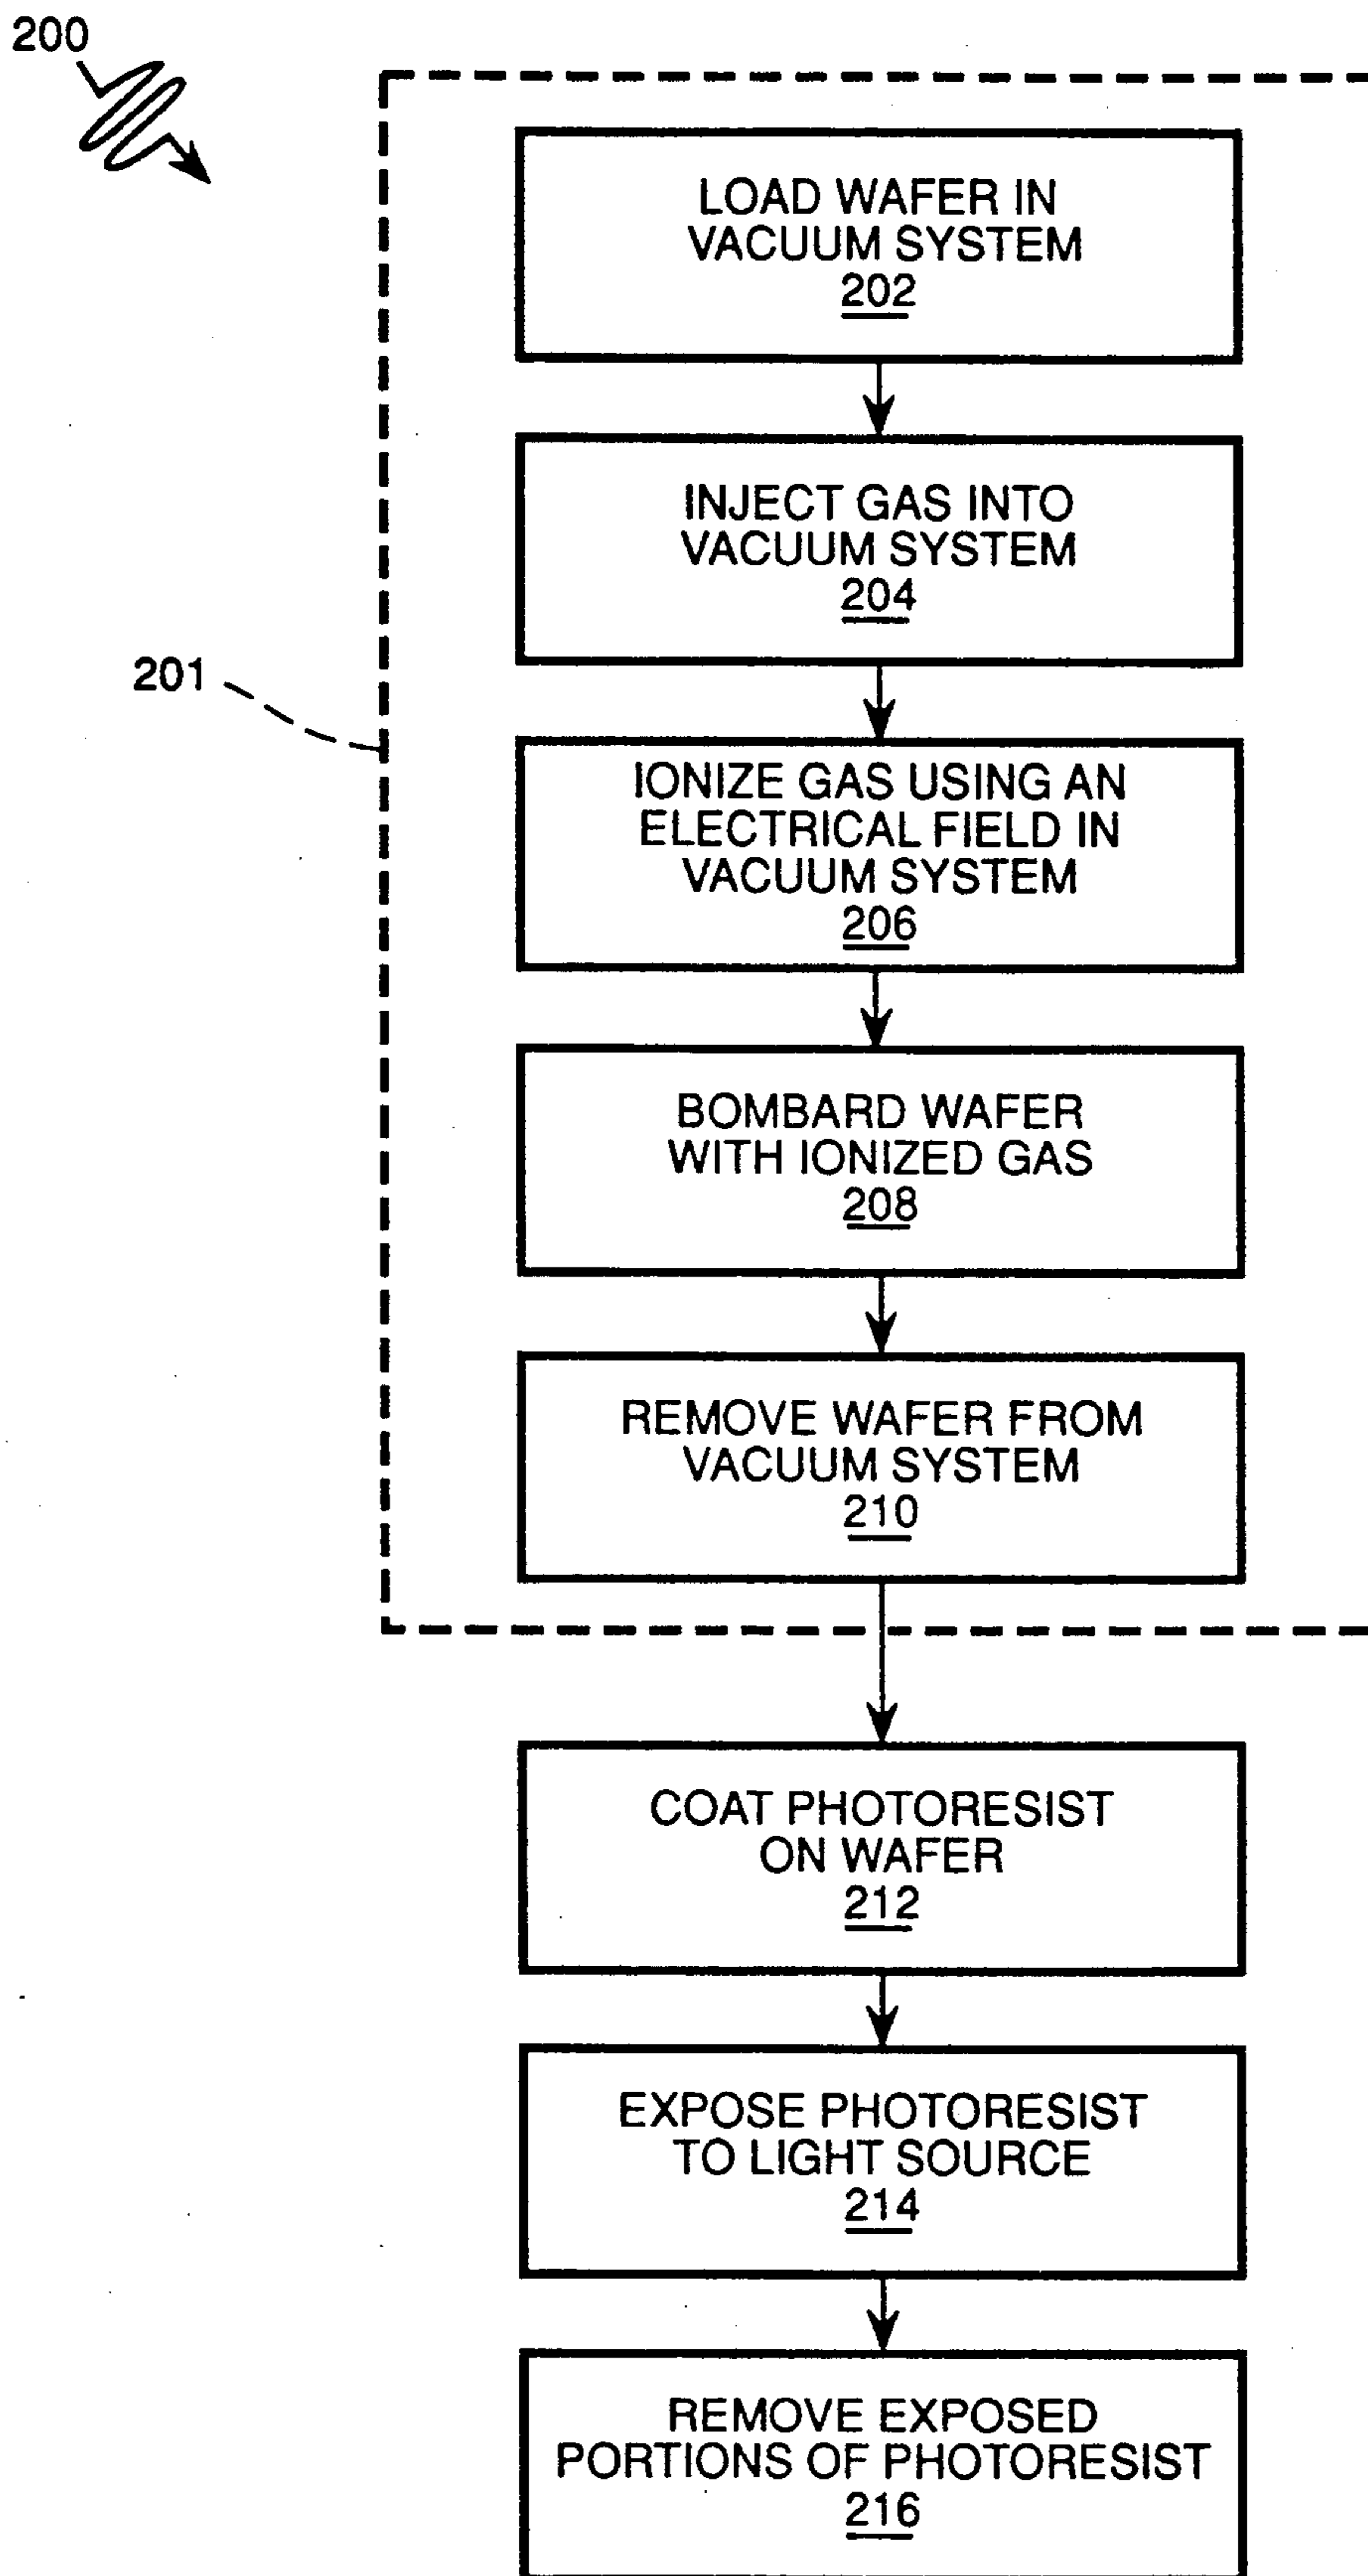 200
LOAD WAFER IN
VACUUM SYSTEM
202
INJECT GAS INTO
VACUUM SYSTEM
204
201
IONIZE GAS USING AN
ELECTRICAL FIELD IN
VACUUM SYSTEM
206
BOMBARD WAFER
WITH IONIZED GAS
208
REMOVE WAFER FROM
VACUUM SYSTEM
210
COAT PHOTORESIST
ON WAFER
212
EXPOSE PHOTORESIST
TO LIGHT SOURCE
214
REMOVE EXPOSED
PORTIONS OF PHOTORESIST
216